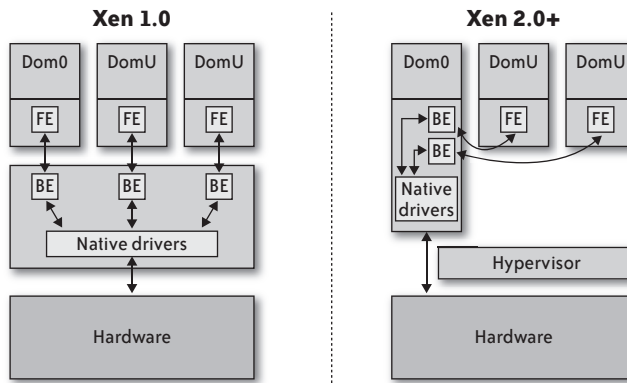 Xen 1.0
Dom0 DomU DomU
FE FE FE
BE BE BE
Native drivers
Hardware
Xen 2.0+
Dom0 DomU DomU
BE FE FE
BE
Native
drivers
Hypervisor
Hardware